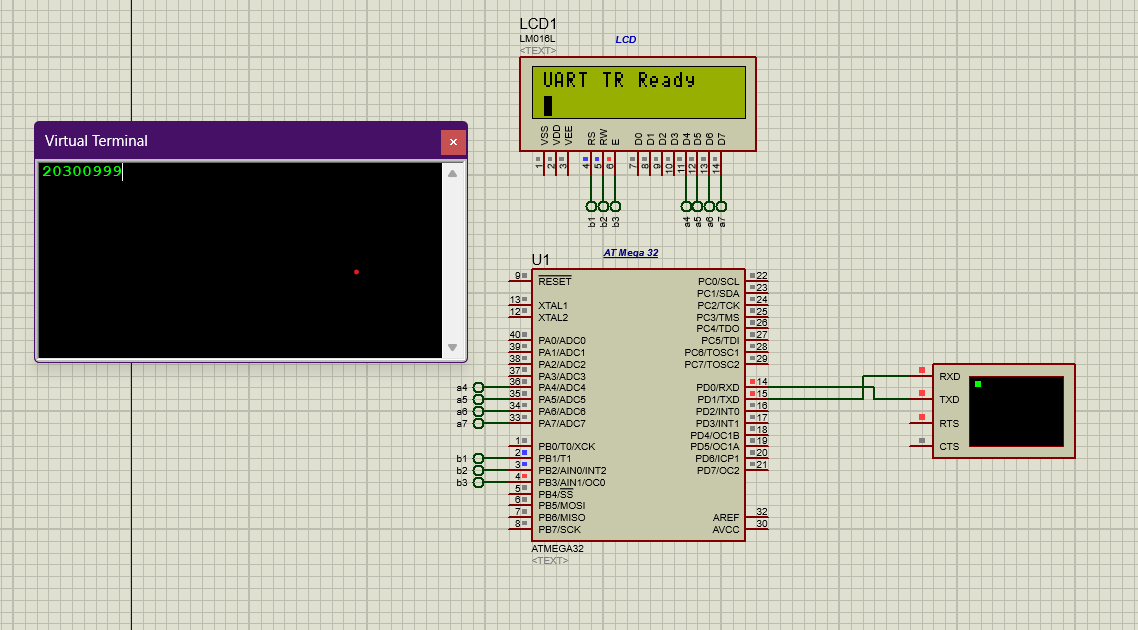 LCD1
LM016L
<TEXT>
LCD
UART TR Ready
VSS
VDD
VEE
RS
RW
E
D0
D1
D2
D3
D4
D5
D6
D7
1
2
3
4
5
6
7
8
9
10
11
12
13
14
b1
b2
b3
a4
a5
a6
a7
Virtual Terminal
20300999
AT Mega 32
U1
9 RESET
13 XTAL1
12 XTAL2
40 PA0/ADC0
39 PA1/ADC1
38 PA2/ADC2
37 PA3/ADC3
a4 36 PA4/ADC4
a5 35 PA5/ADC5
a6 34 PA6/ADC6
a7 33 PA7/ADC7
1 PB0/T0/XCK
b1 2 PB1/T1
b2 3 PB2/AIN0/INT2
b3 4 PB3/AIN1/OC0
5 PB4/SS
6 PB5/MOSI
7 PB6/MISO
8 PB7/SCK
PC0/SCL 22
PC1/SDA 23
PC2/TCK 24
PC3/TMS 25
PC4/TDO 26
PC5/TDI 27
PC6/TOSC1 28
PC7/TOSC2 29
PD0/RXD 14
PD1/TXD 15
PD2/INT0 16
PD3/INT1 17
PD4/OC1B 18
PD5/OC1A 19
PD6/ICP1 20
PD7/OC2 21
AREF 32
AVCC 30
ATMEGA32
<TEXT>
RXD
TXD
RTS
CTS